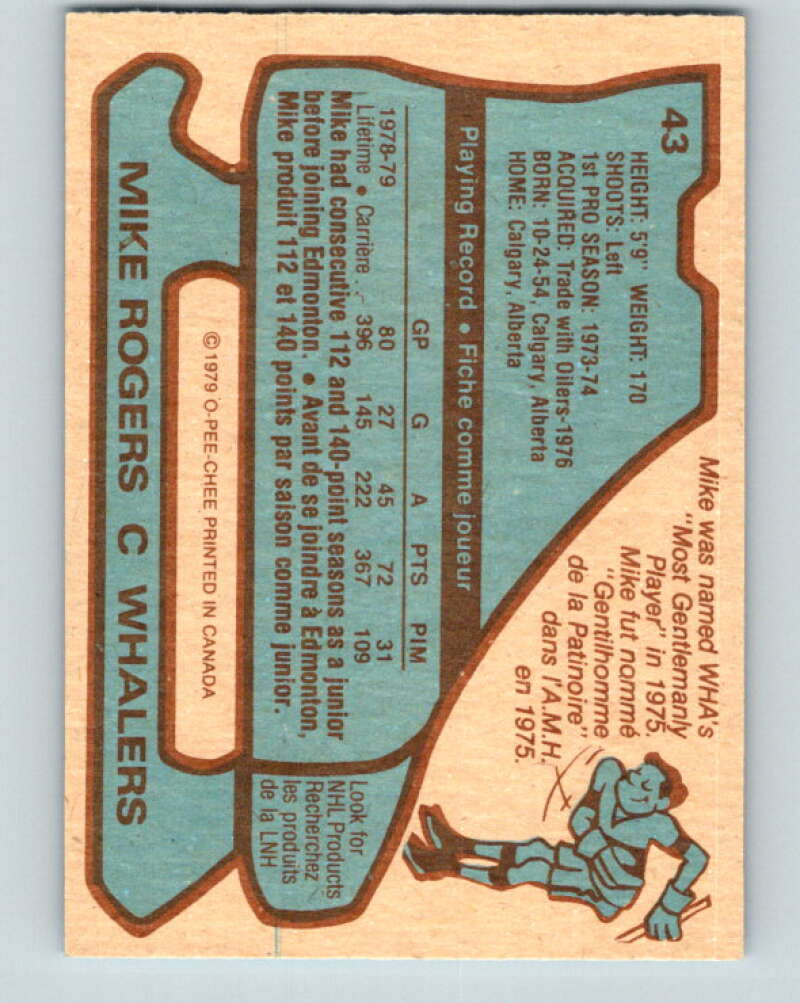 43
HEIGHT: 5'9" WEIGHT: 170
SHOOTS: Left
1st PRO SEASON: 1973-74
ACQUIRED: Trade with Oilers-1976
BORN: 10-24-54, Calgary, Alberta
HOME: Calgary, Alberta
Mike was named WHA's
"Most Gentlemanly
Player" in 1975.
Mike fut nommé
"Gentilhomme
de la Patinoire"
dans l'A.M.H.
en 1975.
Playing Record • Fiche comme joueur
GP G A PTS PIM
1978-79 80 27 45 72 31
Lifetime • Carrière .. 396 145 222 367 109
Mike had consecutive 112 and 140-point seasons as a junior
before joining Edmonton. • Avant de se joindre à Edmonton,
Mike produit 112 et 140 points par saison comme junior.
Look for
NHL Products
Recherchez
les produits
de la LNH
© 1979 O-PEE-CHEE PRINTED IN CANADA
MIKE ROGERS C WHALERS